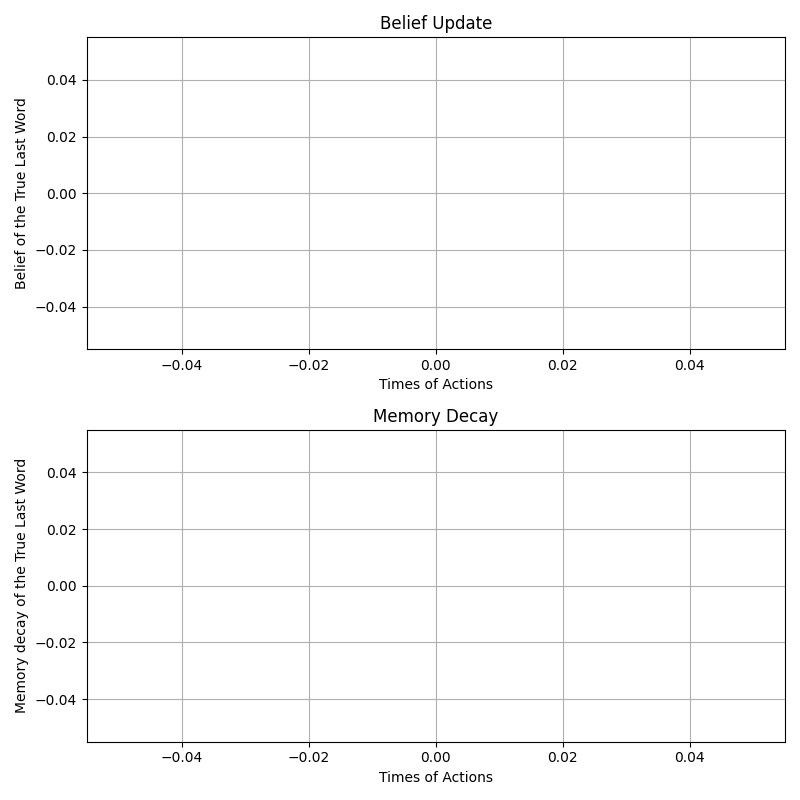 Belief Update
Belief of the True Last Word
0.04
0.02
0.00
−0.02
−0.04
−0.04 −0.02 0.00 0.02 0.04
Times of Actions
Memory Decay
Memory decay of the True Last Word
0.04
0.02
0.00
−0.02
−0.04
−0.04 −0.02 0.00 0.02 0.04
Times of Actions